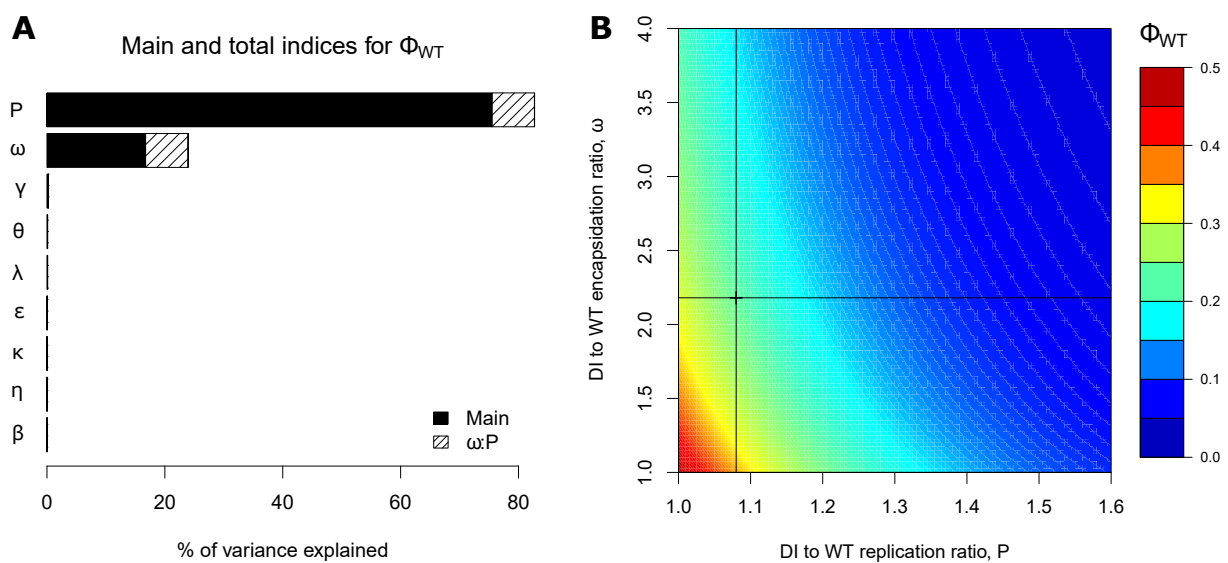 A
Main and total indices for ΦWT
P
ω
γ
θ
λ
ε
κ
η
β
Main
ω:P
0 20 40 60 80
% of variance explained
B
4.0
3.5
3.0
2.5
2.0
1.5
1.0
DI to WT encapsidation ratio, ω
1.0 1.1 1.2 1.3 1.4 1.5 1.6
DI to WT replication ratio, P
ΦWT
0.5
0.4
0.3
0.2
0.1
0.0